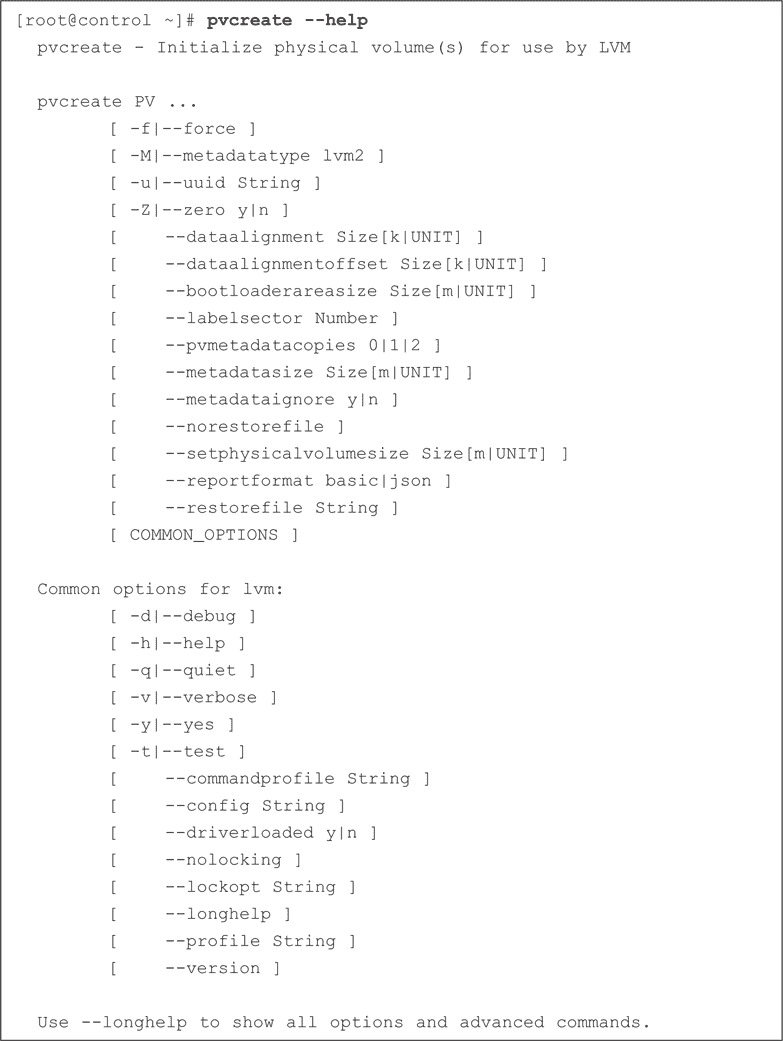 [root@control ~]# pvcreate --help
  pvcreate - Initialize physical volume(s) for use by LVM

  pvcreate PV ...
        [ -f|--force ]
        [ -M|--metadatatype lvm2 ]
        [ -u|--uuid String ]
        [ -Z|--zero y|n ]
        [    --dataalignment Size[k|UNIT] ]
        [    --dataalignmentoffset Size[k|UNIT] ]
        [    --bootloaderareasize Size[m|UNIT] ]
        [    --labelsector Number ]
        [    --pvmetadatacopies 0|1|2 ]
        [    --metadatasize Size[m|UNIT] ]
        [    --metadataignore y|n ]
        [    --norestorefile ]
        [    --setphysicalvolumesize Size[m|UNIT] ]
        [    --reportformat basic|json ]
        [    --restorefile String ]
        [ COMMON_OPTIONS ]

  Common options for lvm:
        [ -d|--debug ]
        [ -h|--help ]
        [ -q|--quiet ]
        [ -v|--verbose ]
        [ -y|--yes ]
        [ -t|--test ]
        [    --commandprofile String ]
        [    --config String ]
        [    --driverloaded y|n ]
        [    --nolocking ]
        [    --lockopt String ]
        [    --longhelp ]
        [    --profile String ]
        [    --version ]

  Use --longhelp to show all options and advanced commands.